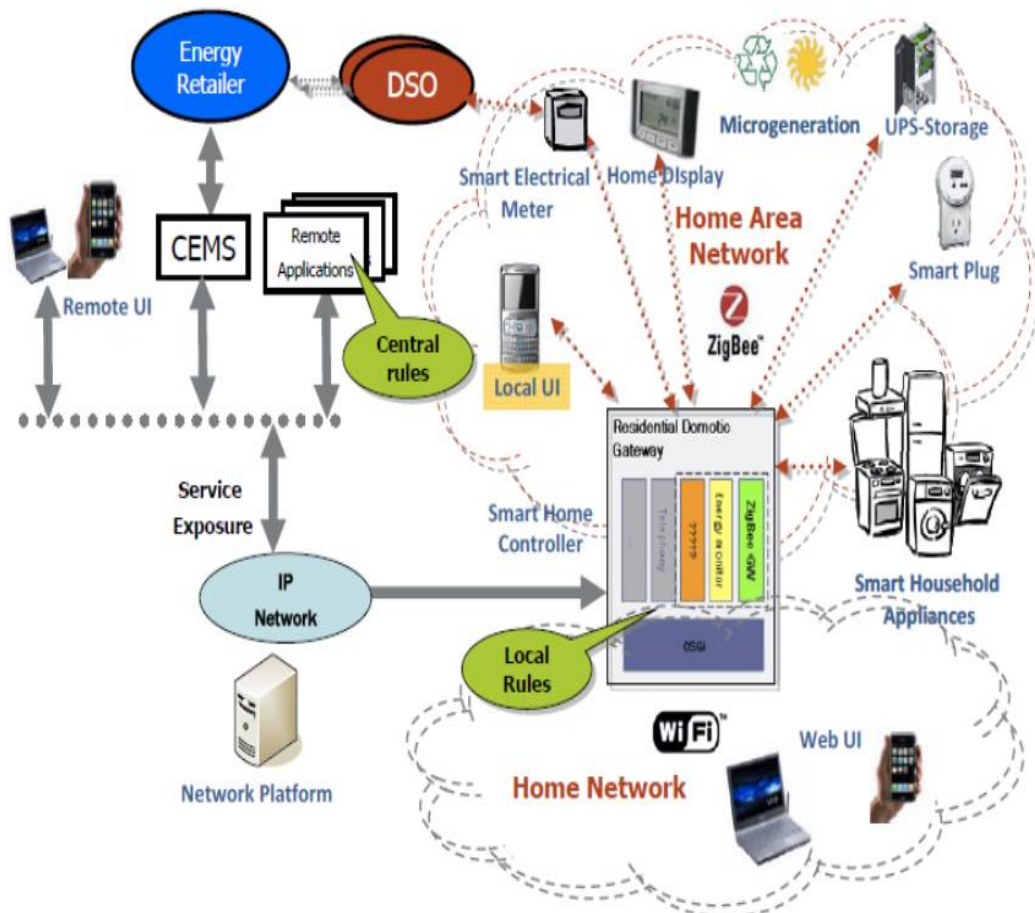 Energy
Retailer
DSO
Microgeneration
UPS-Storage
Smart Electrical
Meter
Home DIsplay
Home Area
Network
Smart Plug
ZigBee™
CEMS
Remote
Applications
s
Remote UI
Central
rules
Local UI
Residential Domotic
Gateway
Telephony
?????
Energy monitor
ZigBee GW
OSGi
Service
Exposure
Smart Home
Controller
Smart Household
Appliances
IP
Network
Local
Rules
Network Platform
WiFi™
Web UI
Home Network